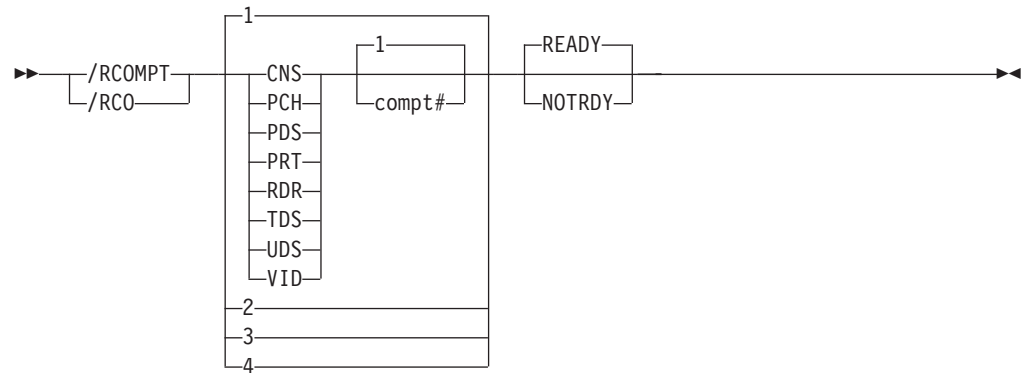 1
1 READY
/RCOMPT CNS
/RCO PCH compt# NOTRDY
PDS
PRT
RDR
TDS
UDS
VID
2
3
4